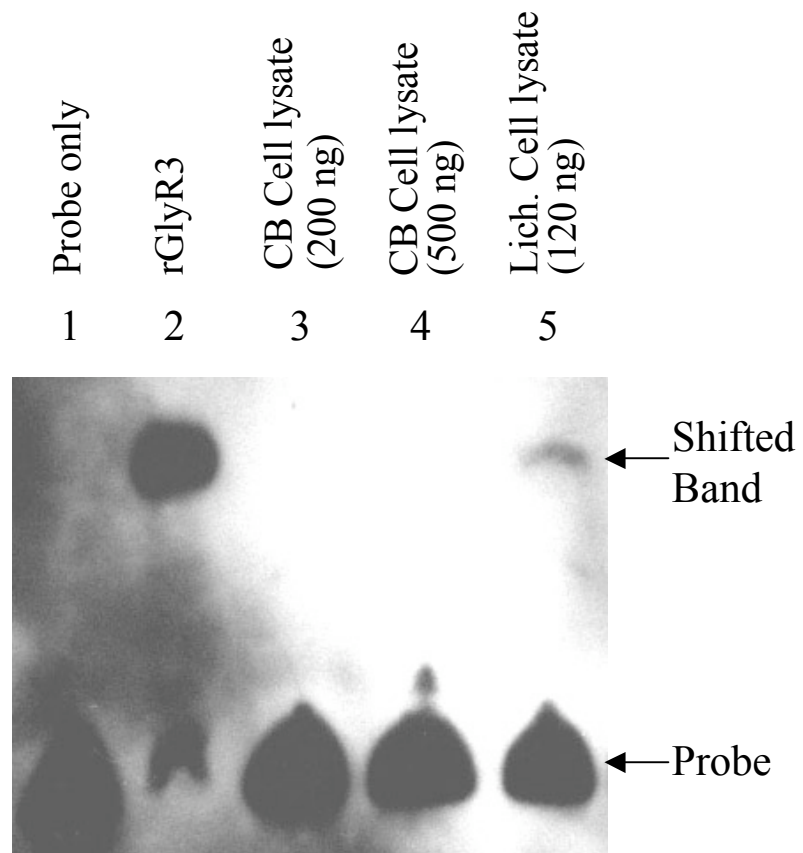 Probe only
rGlyR3
CB Cell lysate
(200 ng)
CB Cell lysate
(500 ng)
Lich. Cell lysate
(120 ng)
1 2 3 4 5
Shifted
Band
Probe